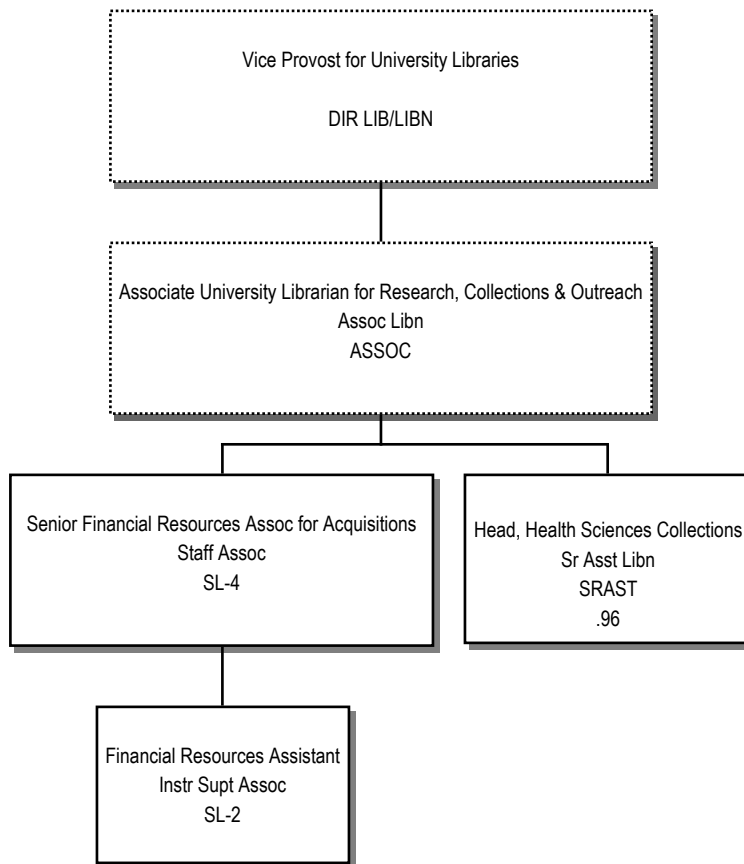 Vice Provost for University Libraries
DIR LIB/LIBN
Associate University Librarian for Research, Collections & Outreach
Assoc Libn
ASSOC
Senior Financial Resources Assoc for Acquisitions
Staff Assoc
SL-4
Head, Health Sciences Collections
Sr Asst Libn
SRAST
.96
Financial Resources Assistant
Instr Supt Assoc
SL-2